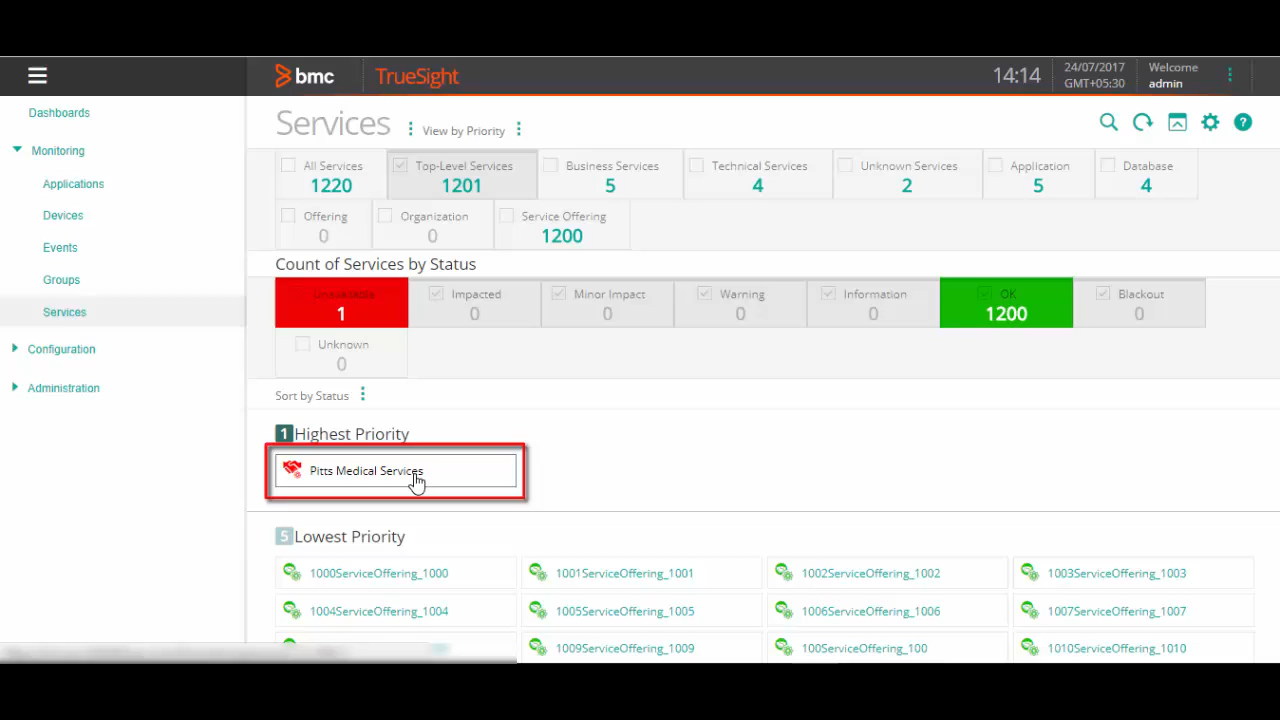 bmc TrueSight 14:14 24/07/2017 Welcome
GMT+05:30 admin
Dashboards
Monitoring
Applications
Devices
Events
Groups
Services
Configuration
Administration
Services View by Priority
All Services Top-Level Services Business Services Technical Services Unknown Services Application Database
1220 1201 5 4 2 5 4
Offering Organization Service Offering
0 0 1200
Count of Services by Status
Unavailable Impacted Minor Impact Warning Information OK Blackout
1 0 0 0 0 1200 0
Unknown
0
Sort by Status
1 Highest Priority
Pitts Medical Services
5 Lowest Priority
1000ServiceOffering_1000 1001ServiceOffering_1001 1002ServiceOffering_1002 1003ServiceOffering_1003
1004ServiceOffering_1004 1005ServiceOffering_1005 1006ServiceOffering_1006 1007ServiceOffering_1007
1009ServiceOffering_1009 100ServiceOffering_100 1010ServiceOffering_1010